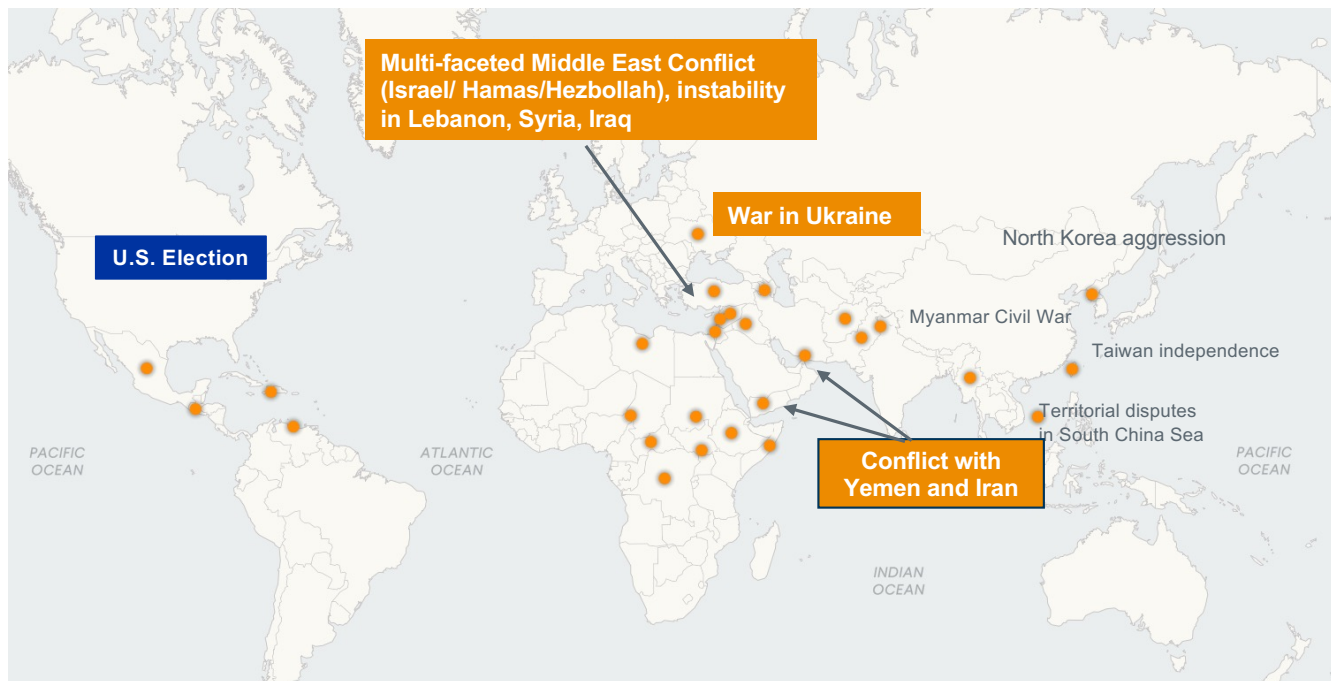 Multi-faceted Middle East Conflict
(Israel/ Hamas/Hezbollah), instability
in Lebanon, Syria, Iraq
War in Ukraine
U.S. Election
North Korea aggression
Myanmar Civil War
Taiwan independence
Territorial disputes
in South China Sea
Conflict with
Yemen and Iran
PACIFIC
OCEAN
ATLANTIC
OCEAN
PACIFIC
OCEAN
INDIAN
OCEAN